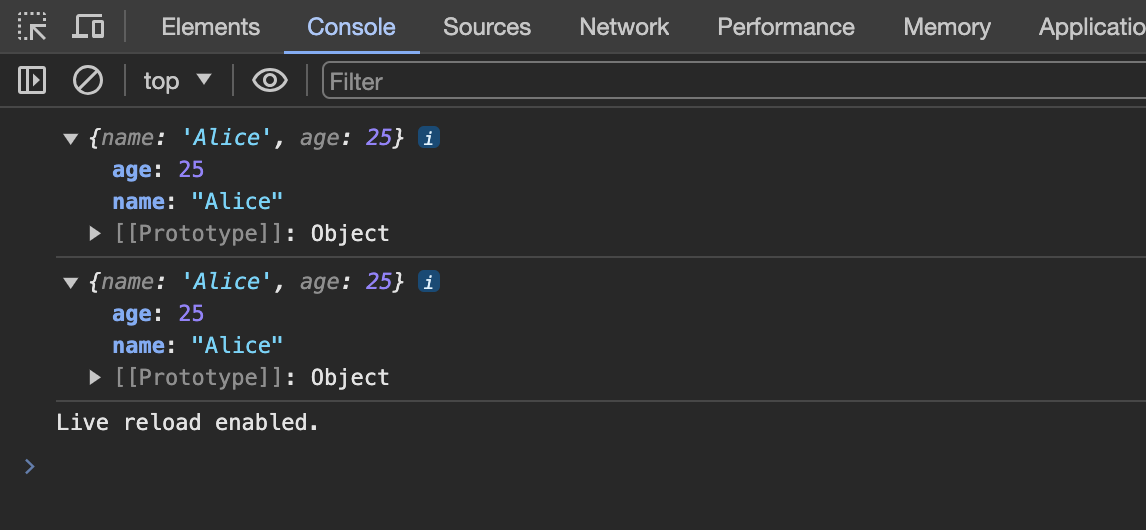 Elements Console Sources Network Performance Memory Applicatio
top Filter
▼ {name: 'Alice', age: 25} i
age: 25
name: "Alice"
▶ [[Prototype]]: Object
▼ {name: 'Alice', age: 25} i
age: 25
name: "Alice"
▶ [[Prototype]]: Object
Live reload enabled.
>